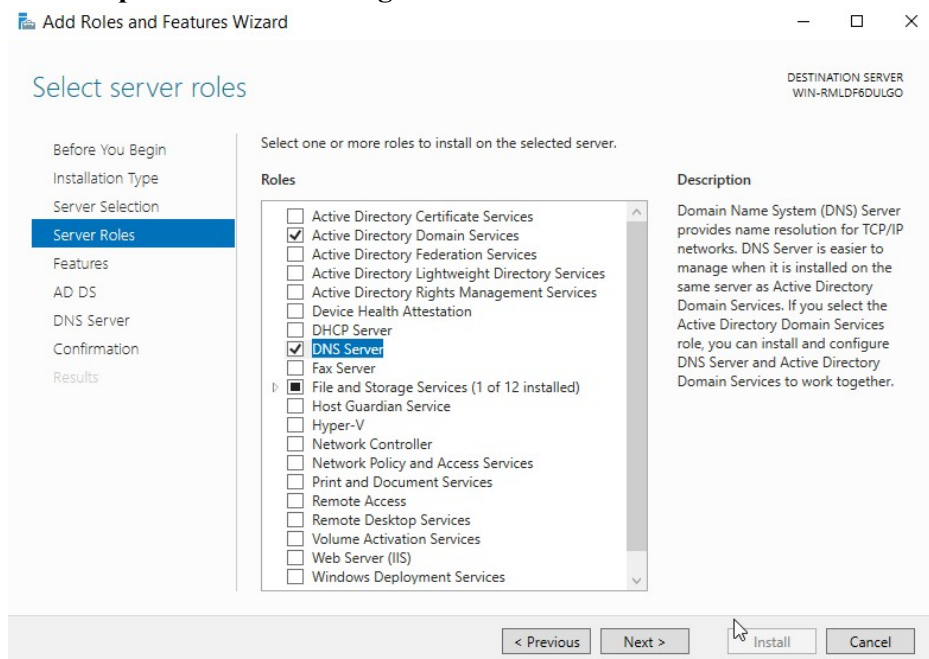 Add Roles and Features Wizard
Select server roles
DESTINATION SERVER
WIN-RMLDF6DULGO
Before You Begin
Installation Type
Server Selection
Server Roles
Features
AD DS
DNS Server
Confirmation
Results
Select one or more roles to install on the selected server.
Roles
Active Directory Certificate Services
Active Directory Domain Services
Active Directory Federation Services
Active Directory Lightweight Directory Services
Active Directory Rights Management Services
Device Health Attestation
DHCP Server
DNS Server
Fax Server
File and Storage Services (1 of 12 installed)
Host Guardian Service
Hyper-V
Network Controller
Network Policy and Access Services
Print and Document Services
Remote Access
Remote Desktop Services
Volume Activation Services
Web Server (IIS)
Windows Deployment Services
Description
Domain Name System (DNS) Server
provides name resolution for TCP/IP
networks. DNS Server is easier to
manage when it is installed on the
same server as Active Directory
Domain Services. If you select the
Active Directory Domain Services
role, you can install and configure
DNS Server and Active Directory
Domain Services to work together.
< Previous
Next >
Install
Cancel